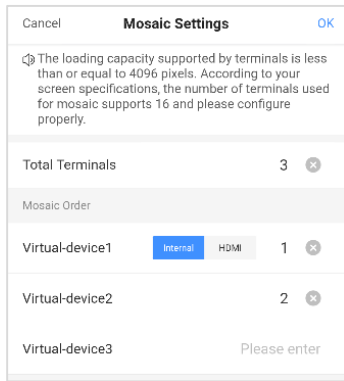 Cancel Mosaic Settings OK
The loading capacity supported by terminals is less
than or equal to 4096 pixels. According to your
screen specifications, the number of terminals used
for mosaic supports 16 and please configure
properly.
Total Terminals 3
Mosaic Order
Virtual-device1 Internal HDMI 1
Virtual-device2 2
Virtual-device3 Please enter